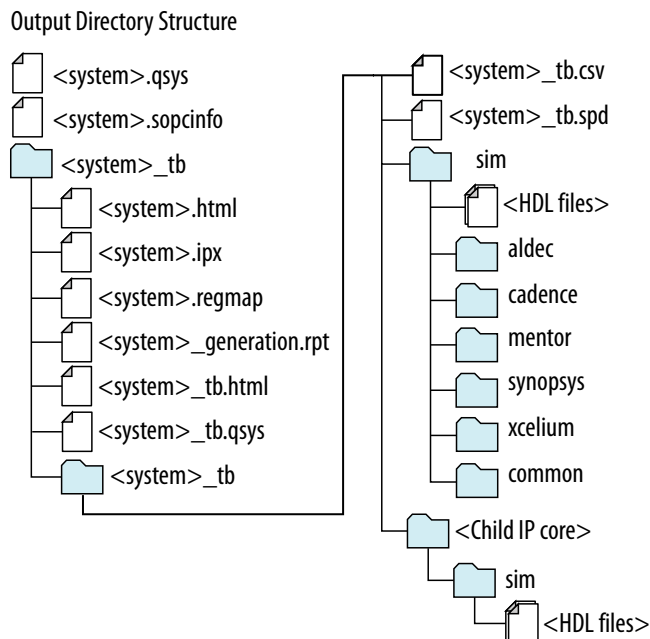 Output Directory Structure
<system>.qsys
<system>.sopcinfo
<system>_tb
<system>.html
<system>.ipx
<system>.regmap
<system>_generation.rpt
<system>_tb.html
<system>_tb.qsys
<system>_tb
<system>_tb.csv
<system>_tb.spd
sim
<HDL files>
aldec
cadence
mentor
synopsys
xcelium
common
<Child IP core>
sim
<HDL files>